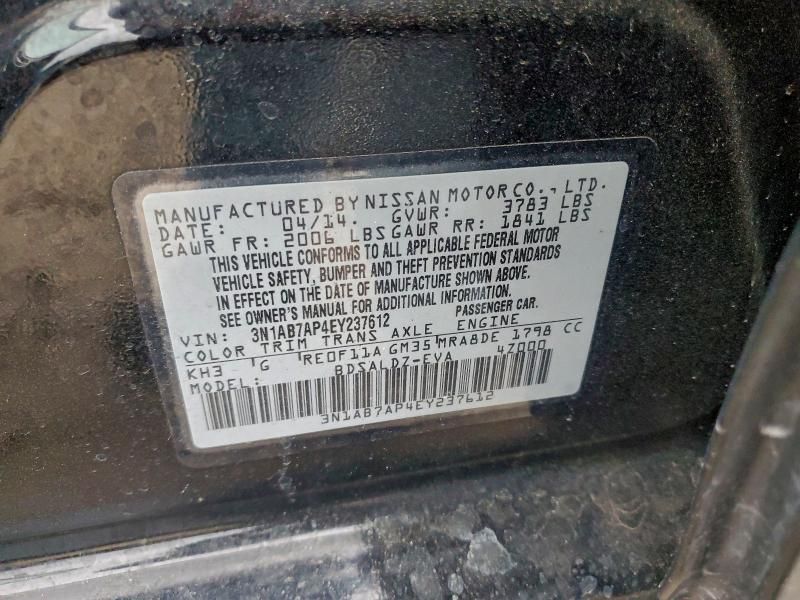 MANUFACTURED BY NISSAN MOTOR CO., LTD.
DATE: 04/14. GVWR: 3783 LBS
GAWR FR: 2006 LBS GAWR RR: 1841 LBS
THIS VEHICLE CONFORMS TO ALL APPLICABLE FEDERAL MOTOR
VEHICLE SAFETY, BUMPER AND THEFT PREVENTION STANDARDS
IN EFFECT ON THE DATE OF MANUFACTURE SHOWN ABOVE.
SEE OWNER'S MANUAL FOR ADDITIONAL INFORMATION.
VIN: 3N1AB7AP4EY237612 PASSENGER CAR.
COLOR TRIM TRANS AXLE ENGINE
KH3 G RE0F11A GM35 MRA8DE 1798 CC
MODEL: BDSALDZ-EVA 4Z000
3N1AB7AP4EY237612